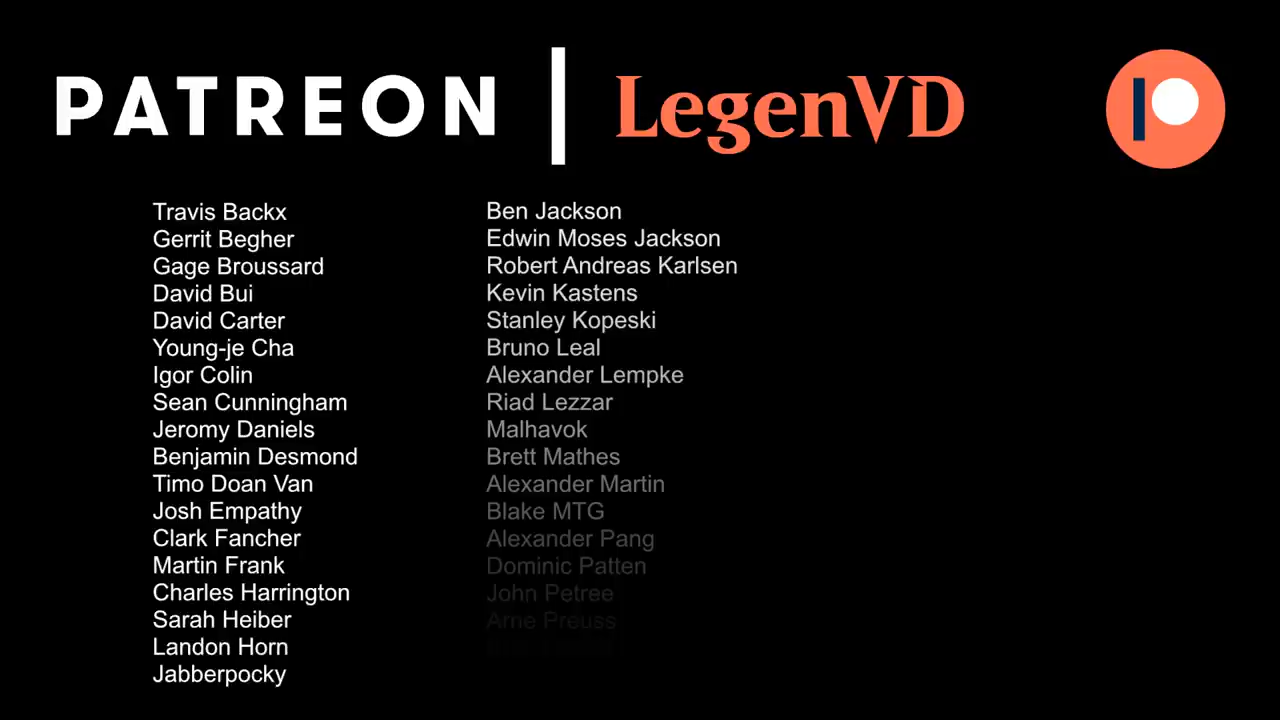 PATREON | LegenVD
Travis Backx
Gerrit Begher
Gage Broussard
David Bui
David Carter
Young-je Cha
Igor Colin
Sean Cunningham
Jeromy Daniels
Benjamin Desmond
Timo Doan Van
Josh Empathy
Clark Fancher
Martin Frank
Charles Harrington
Sarah Heiber
Landon Horn
Jabberpocky
Ben Jackson
Edwin Moses Jackson
Robert Andreas Karlsen
Kevin Kastens
Stanley Kopeski
Bruno Leal
Alexander Lempke
Riad Lezzar
Malhavok
Brett Mathes
Alexander Martin
Blake MTG
Alexander Pang
Dominic Patten
John Petree
Arne Preuss